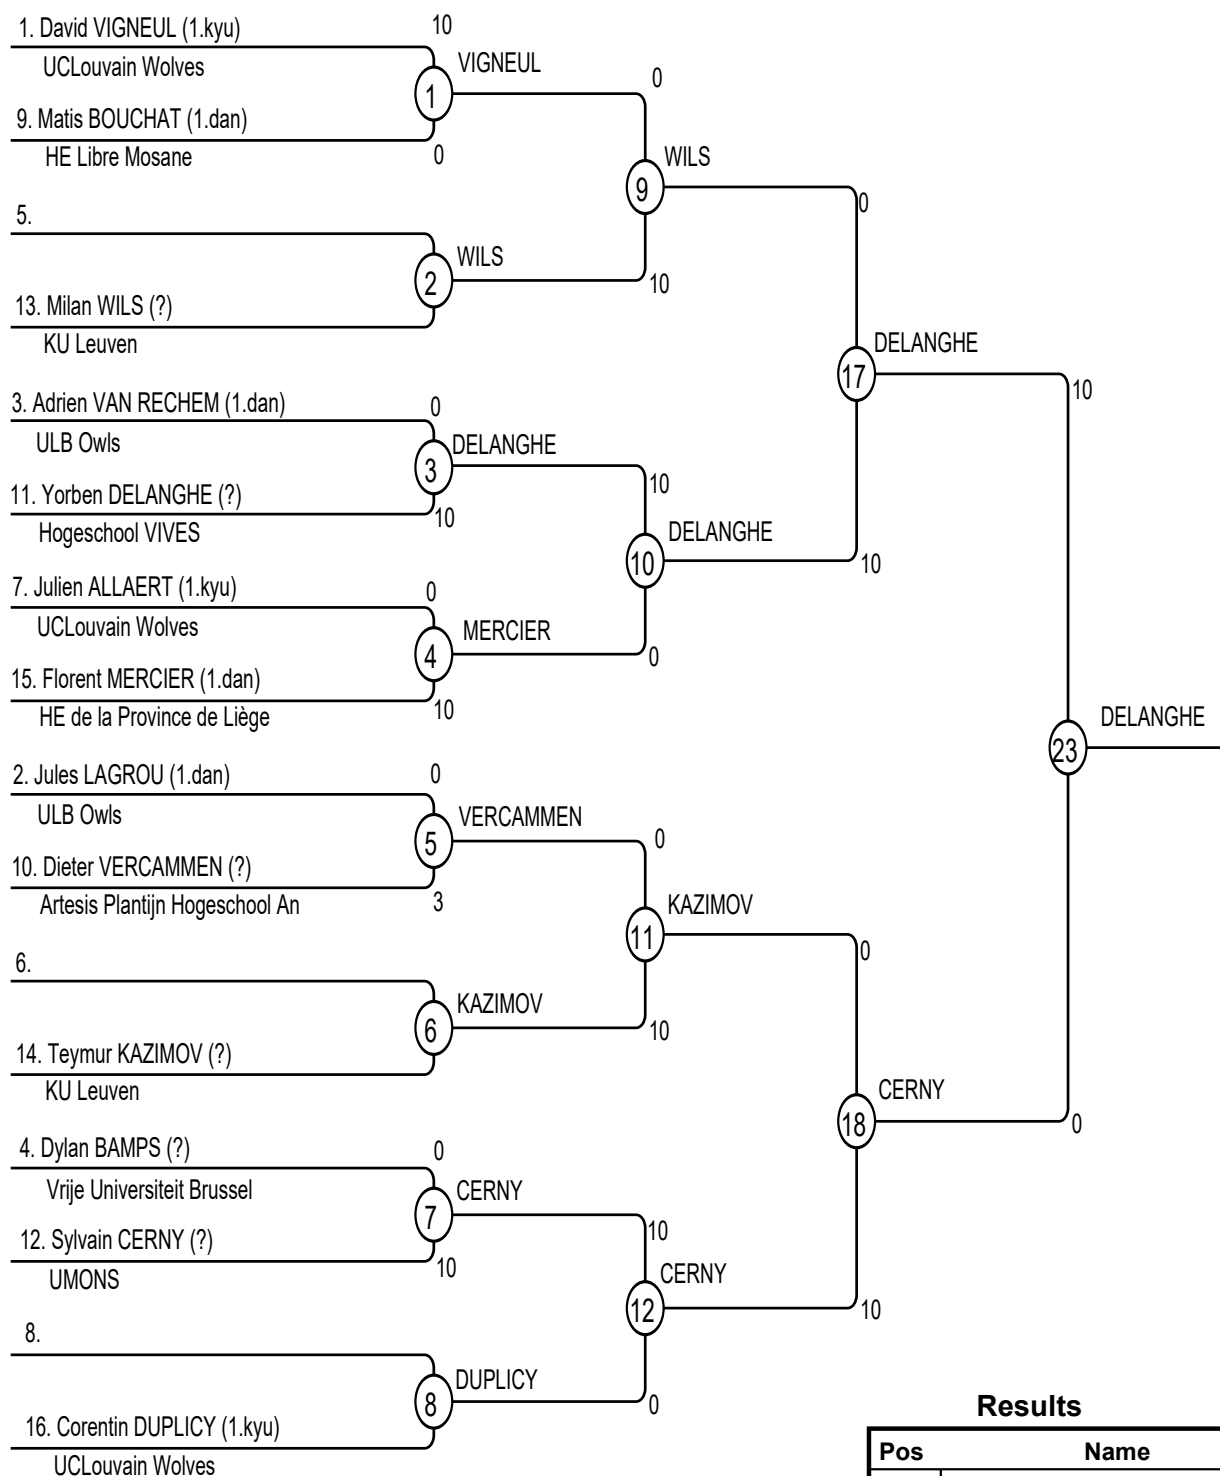 1. David VIGNEUL (1.kyu)
10
UCLouvain Wolves
VIGNEUL
0
1
9. Matis BOUCHAT (1.dan)
HE Libre Mosane
0
WILS
9
0
5.
WILS
2
10
13. Milan WILS (?)
KU Leuven
DELANGHE
17
10
3. Adrien VAN RECHEM (1.dan)
0
ULB Owls
DELANGHE
3
10
11. Yorben DELANGHE (?)
10
Hogeschool VIVES
DELANGHE
10
10
7. Julien ALLAERT (1.kyu)
0
UCLouvain Wolves
MERCIER
4
0
15. Florent MERCIER (1.dan)
10
HE de la Province de Liège
DELANGHE
23
2. Jules LAGROU (1.dan)
0
ULB Owls
VERCAMMEN
5
0
10. Dieter VERCAMMEN (?)
Artesis Plantijn Hogeschool An
3
KAZIMOV
11
0
6.
KAZIMOV
6
10
14. Teymur KAZIMOV (?)
KU Leuven
CERNY
18
0
4. Dylan BAMPS (?)
0
Vrije Universiteit Brussel
CERNY
7
10
12. Sylvain CERNY (?)
10
UMONS
CERNY
12
10
8.
DUPLICY
8
0
16. Corentin DUPLICY (1.kyu)
UCLouvain Wolves
Results
Pos Name